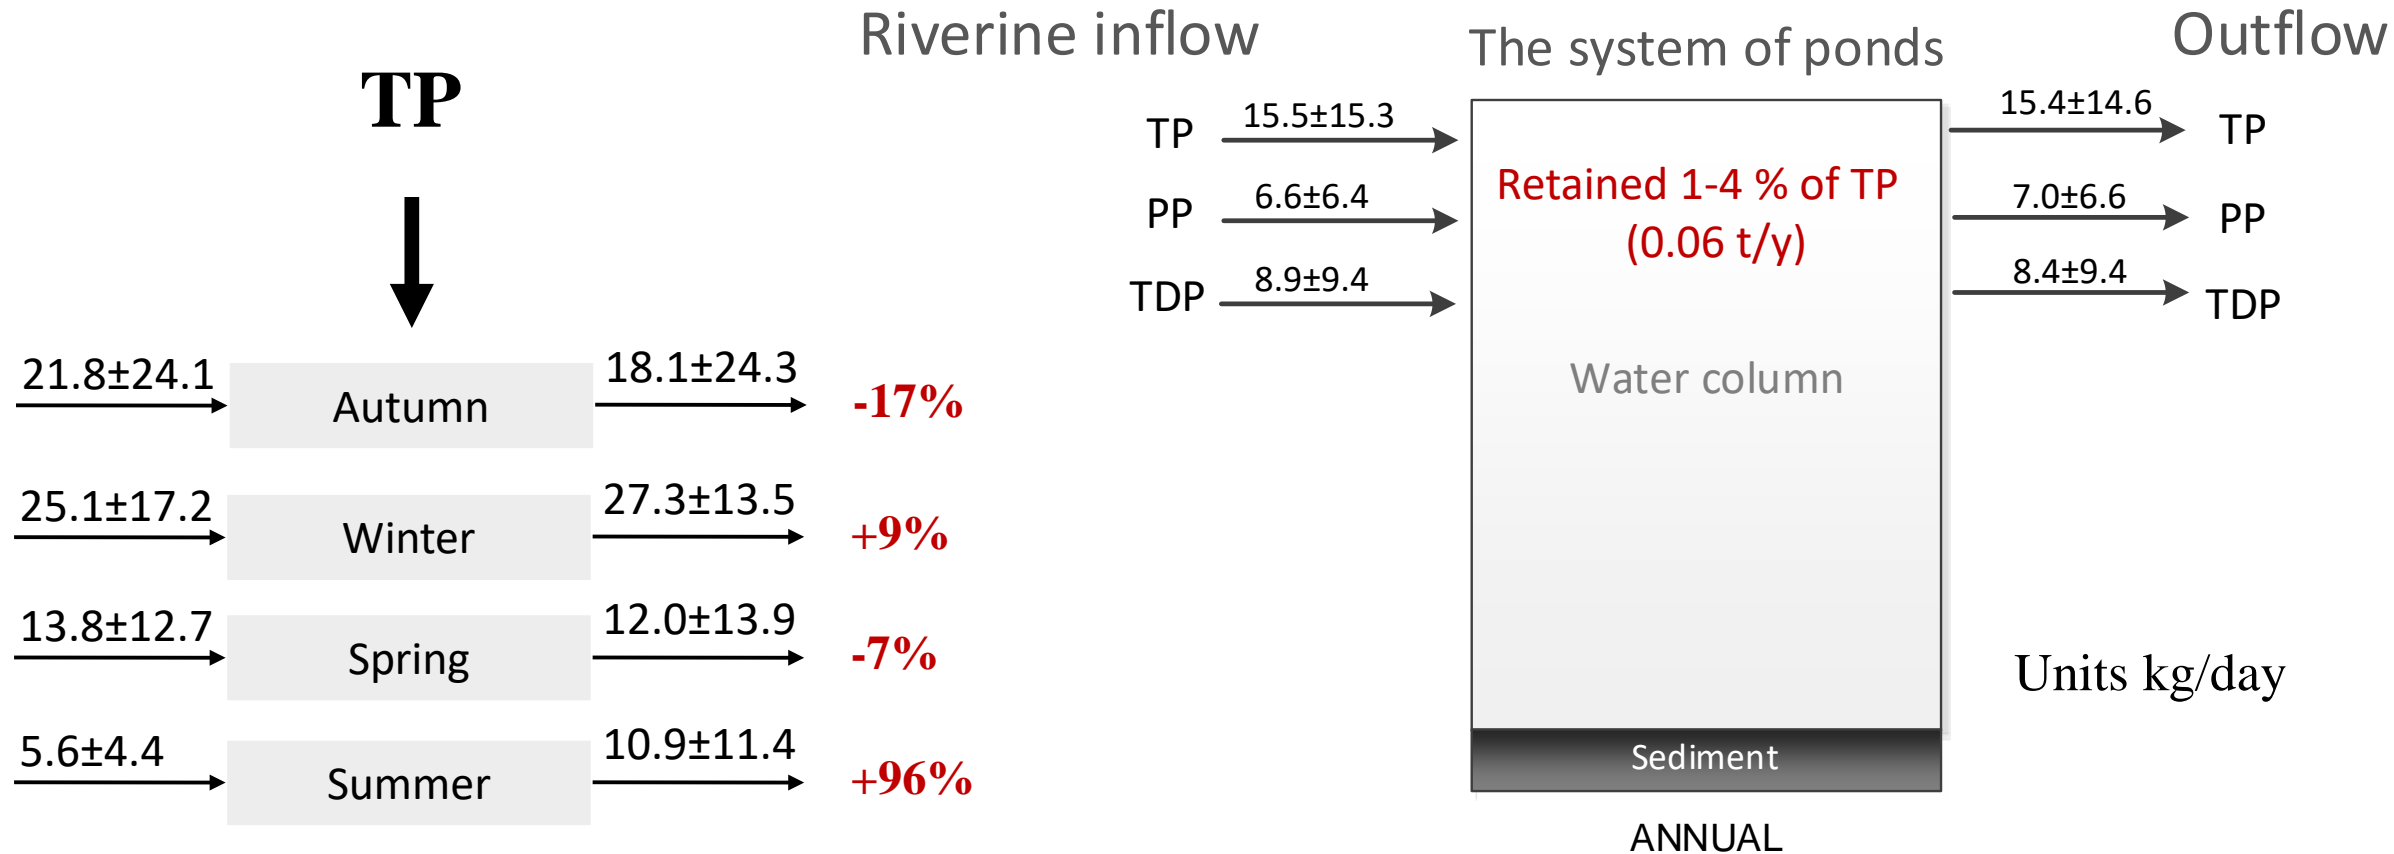 Riverine inflow
The system of ponds
Outflow
TP
TP
15.5±15.3
15.4±14.6
TP
Retained 1-4 % of TP
(0.06 t/y)
PP
6.6±6.4
7.0±6.6
PP
TDP
8.9±9.4
8.4±9.4
TDP
Water column
21.8±24.1
Autumn
18.1±24.3
-17%
25.1±17.2
Winter
27.3±13.5
+9%
13.8±12.7
Spring
12.0±13.9
-7%
5.6±4.4
Summer
10.9±11.4
+96%
Units kg/day
Sediment
ANNUAL